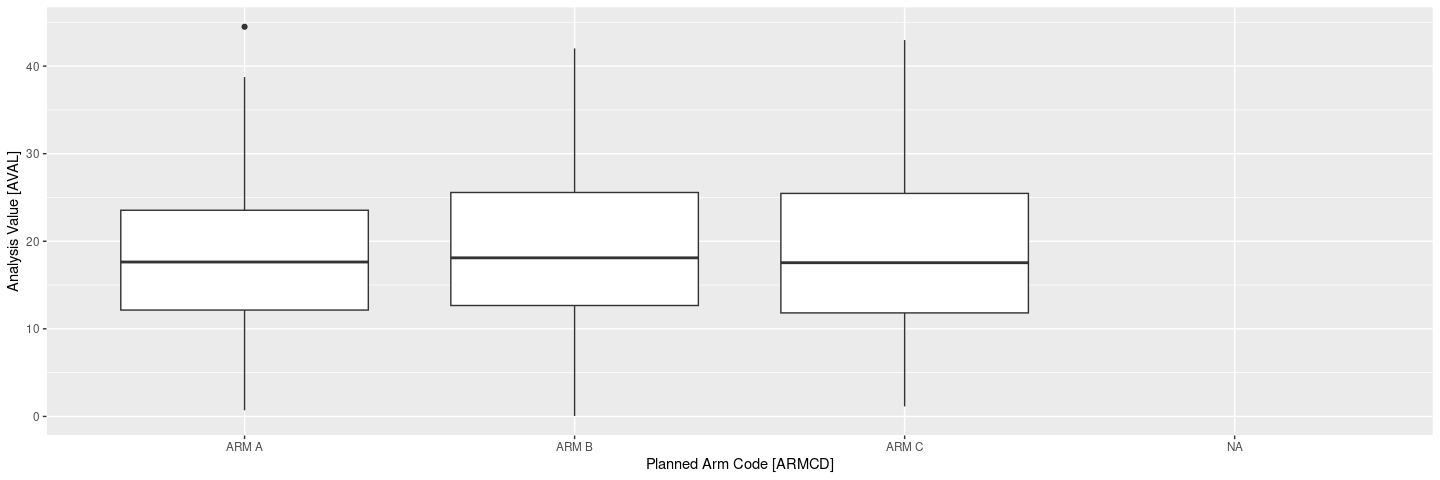 Analysis Value [AVAL]
40
30
20
10
0
ARM A
ARM B
ARM C
NA
Planned Arm Code [ARMCD]